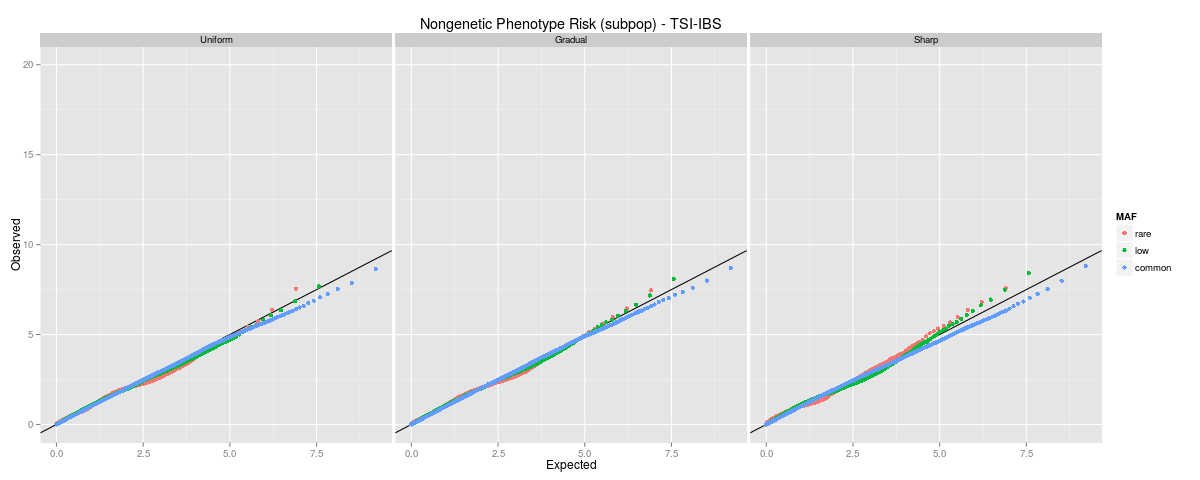 Nongenetic Phenotype Risk (subpop) - TSI-IBS
Uniform
Gradual
Sharp
20
15
10
5
0
Observed
0.0
2.5
5.0
7.5
0.0
2.5
5.0
7.5
0.0
2.5
5.0
7.5
Expected
MAF
rare
low
common